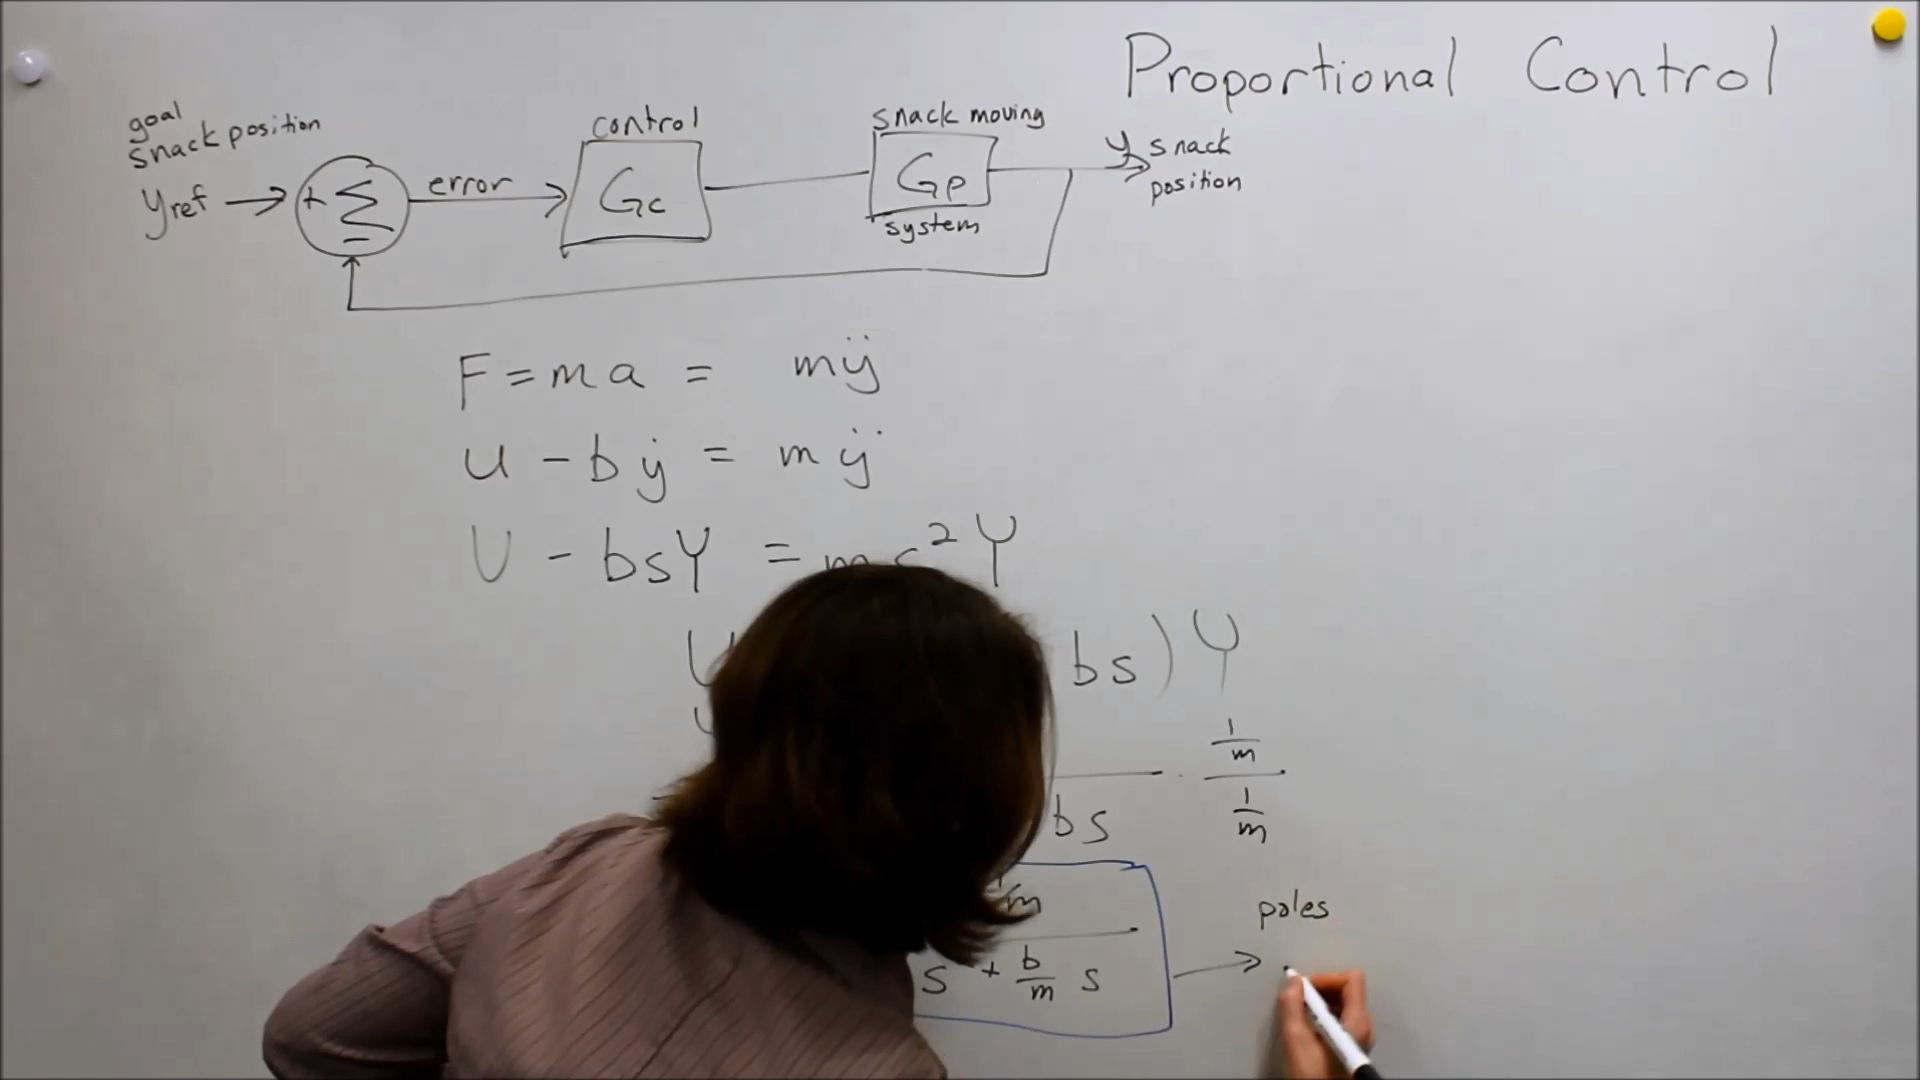 Proportional Control
goal
snack position
yref
+ Σ −
error
control
Gc
snack moving
Gp
system
y snack
position
F = ma = mÿ
u - bẏ = mÿ
U - bsY = ms²Y
bs) Y
bs · 1/m / 1/m
/m
s + b/m s
poles